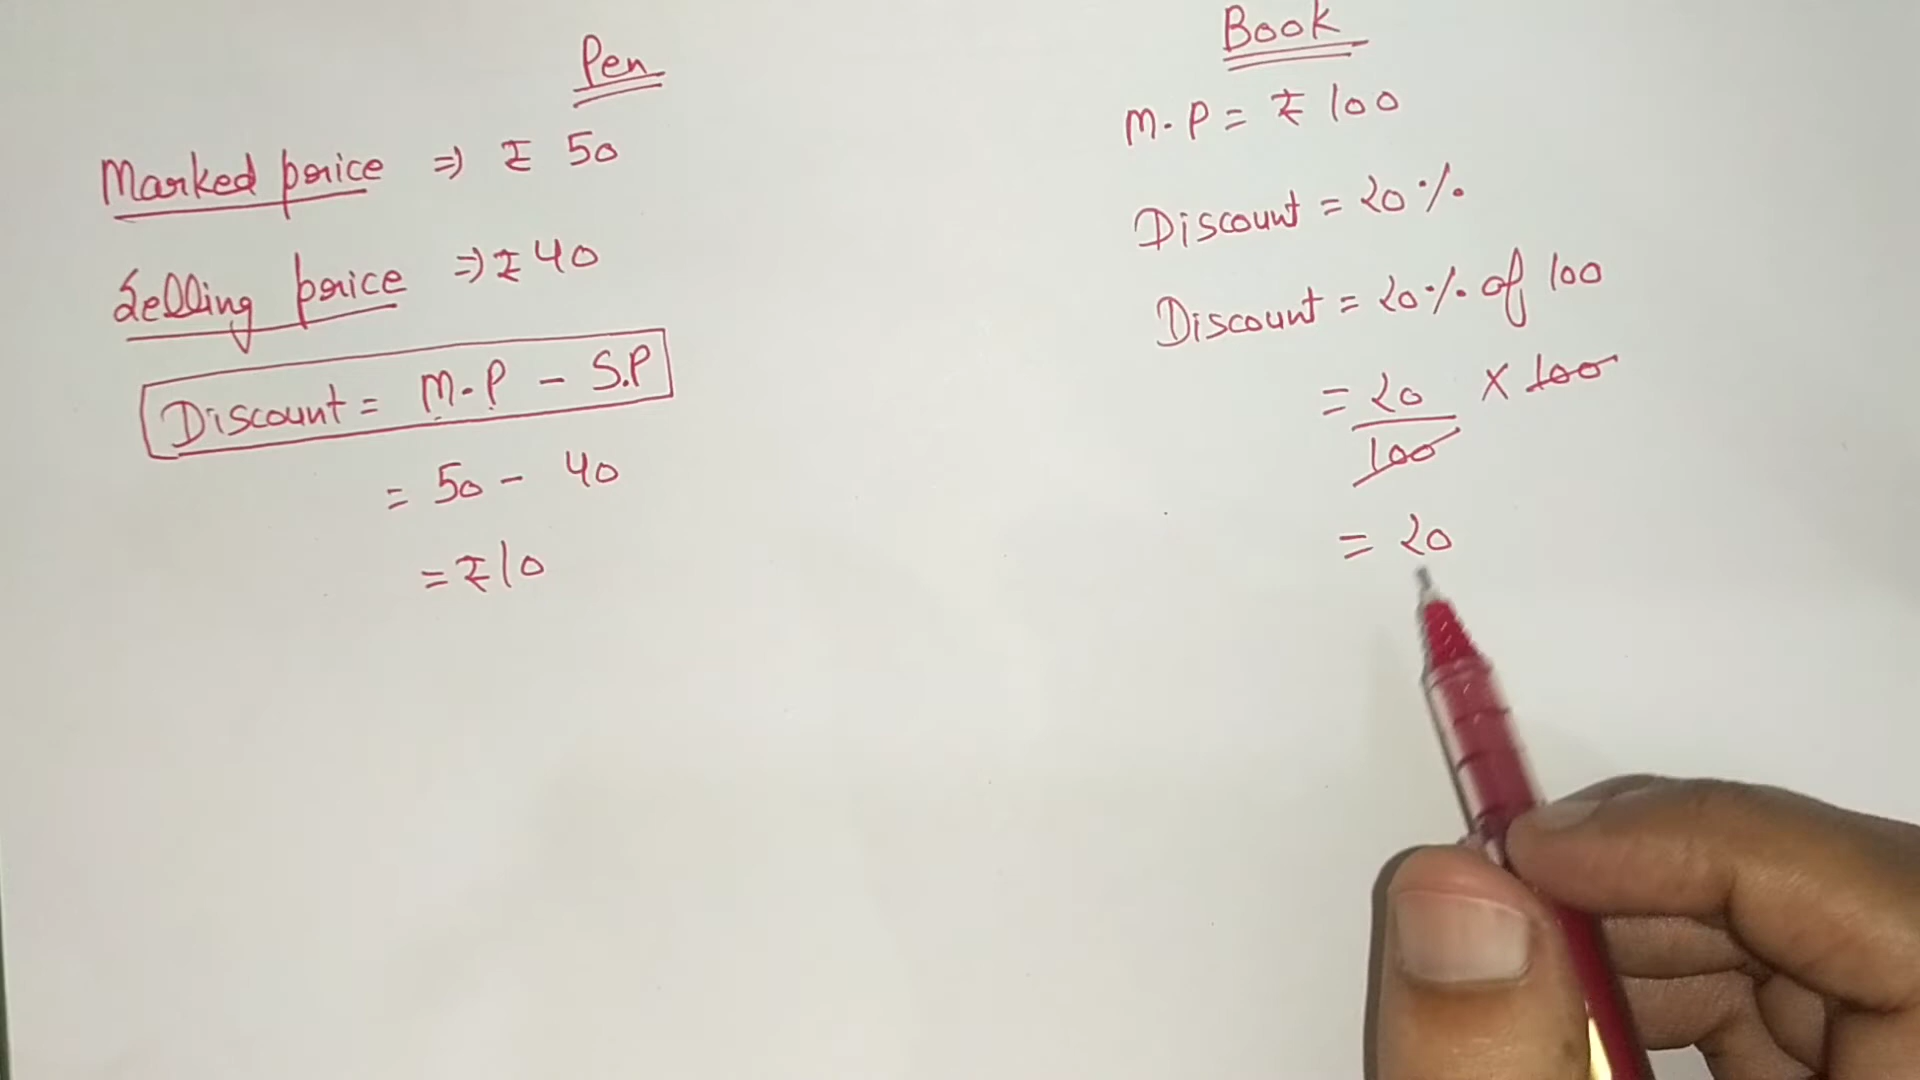 Pen
Marked price ⇒ ₹ 50
Selling price ⇒ ₹ 40
Discount = M.P - S.P
= 50 - 40
= ₹10
Book
M.P = ₹ 100
Discount = 20%
Discount = 20% of 100
= 20/100 × 100
= 20